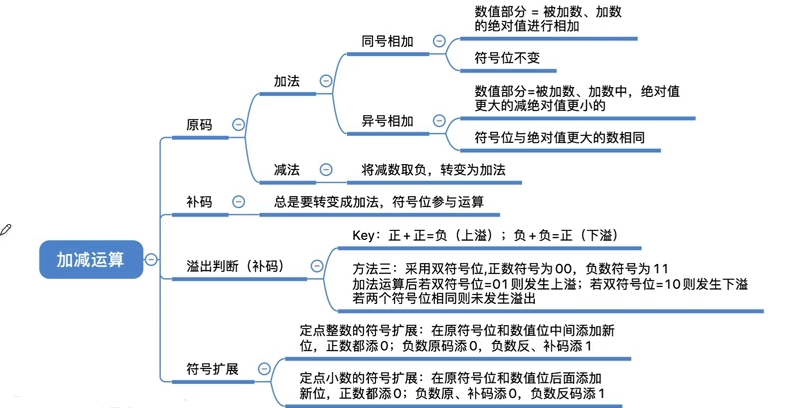 加减运算
原码
加法
同号相加
数值部分 = 被加数、加数
的绝对值进行相加
符号位不变
异号相加
数值部分=被加数、加数中，绝对值
更大的减绝对值更小的
符号位与绝对值更大的数相同
减法
将减数取负，转变为加法
补码
总是要转变成加法，符号位参与运算
溢出判断（补码）
Key：正+正=负（上溢）；负+负=正（下溢）
方法三：采用双符号位,正数符号为00，负数符号为11
加法运算后若双符号位=01则发生上溢；若双符号位=10则发生下溢
若两个符号位相同则未发生溢出
符号扩展
定点整数的符号扩展：在原符号位和数值位中间添加新
位，正数都添0；负数原码添0，负数反、补码添1
定点小数的符号扩展：在原符号位和数值位后面添加
新位，正数都添0；负数原、补码添0，负数反码添1